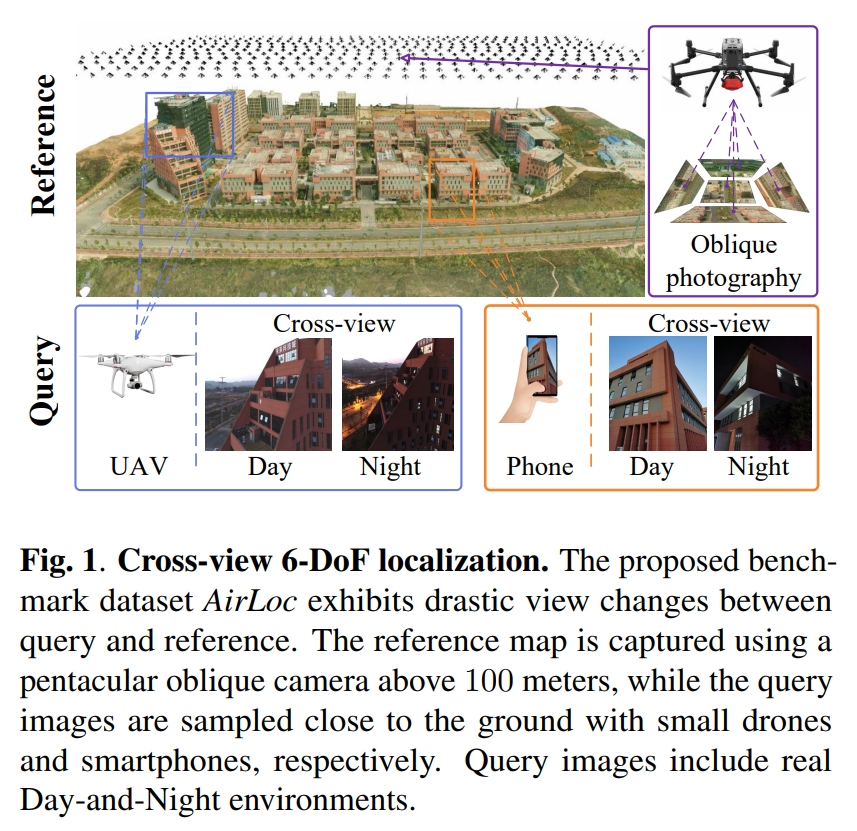 Reference
Oblique
photography
Query
Cross-view
UAV
Day
Night
Cross-view
Phone
Day
Night
Fig. 1. Cross-view 6-DoF localization. The proposed bench-
mark dataset AirLoc exhibits drastic view changes between
query and reference. The reference map is captured using a
pentacular oblique camera above 100 meters, while the query
images are sampled close to the ground with small drones
and smartphones, respectively. Query images include real
Day-and-Night environments.